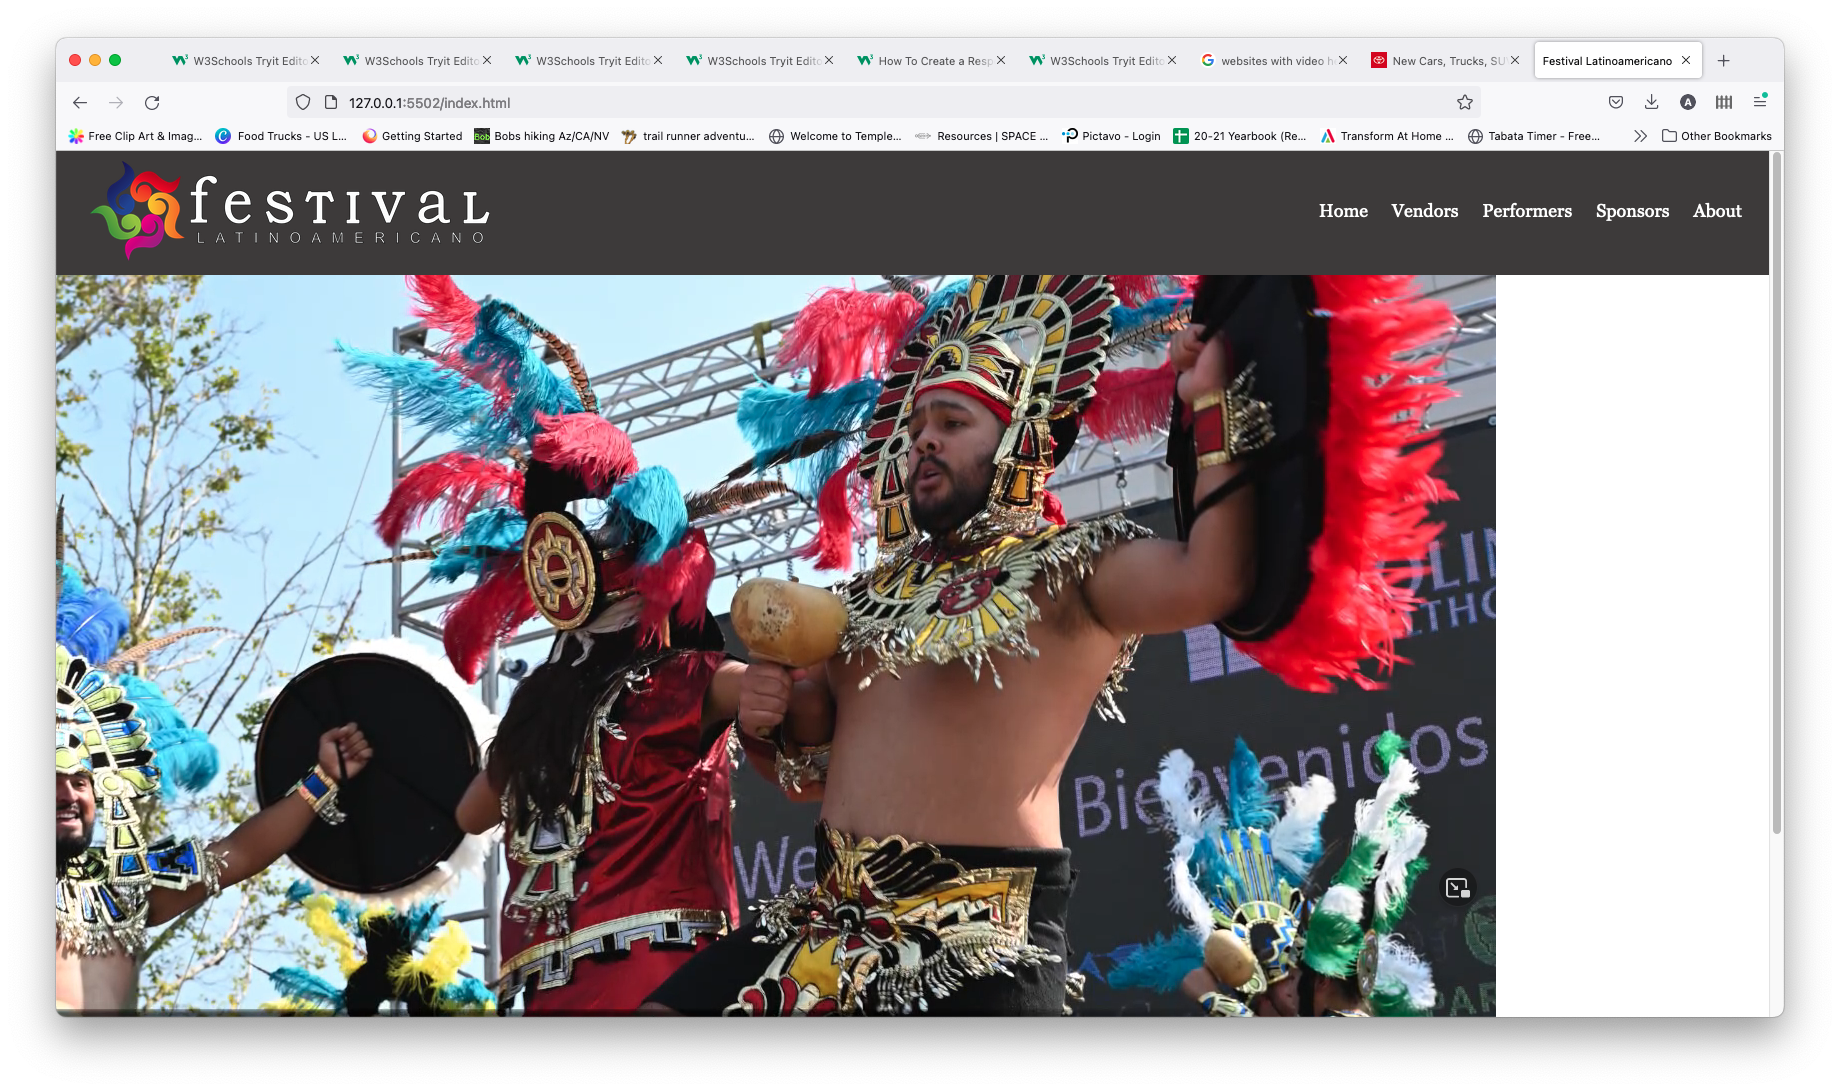 W3Schools Tryit Edito
W3Schools Tryit Edito
W3Schools Tryit Edito
W3Schools Tryit Edito
How To Create a Resp
W3Schools Tryit Edito
websites with video h
New Cars, Trucks, SU
Festival Latinoamericano
127.0.0.1:5502/index.html
A
Free Clip Art & Imag...
Food Trucks - US L...
Getting Started
Bob
Bobs hiking Az/CA/NV
trail runner adventu...
Welcome to Temple...
Resources | SPACE ...
Pictavo - Login
20-21 Yearbook (Re...
Transform At Home ...
Tabata Timer - Free...
Other Bookmarks
festival
LATINOAMERICANO
Home Vendors Performers Sponsors About
OLIN
LTHC
Bienvenidos
We